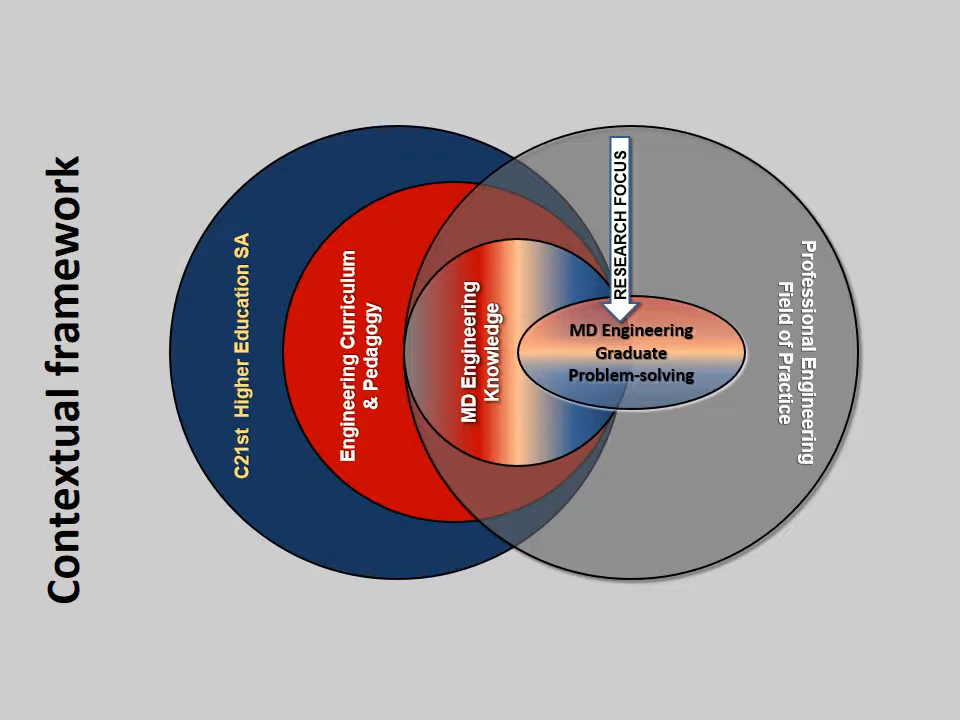 Contextual framework
C21st Higher Education SA
Engineering Curriculum
& Pedagogy
MD Engineering
Knowledge
RESEARCH FOCUS
MD Engineering
Graduate
Problem-solving
Professional Engineering
Field of Practice